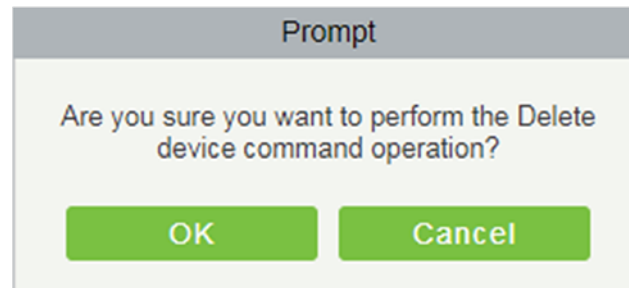 Prompt
Are you sure you want to perform the Delete
device command operation?
OK
Cancel